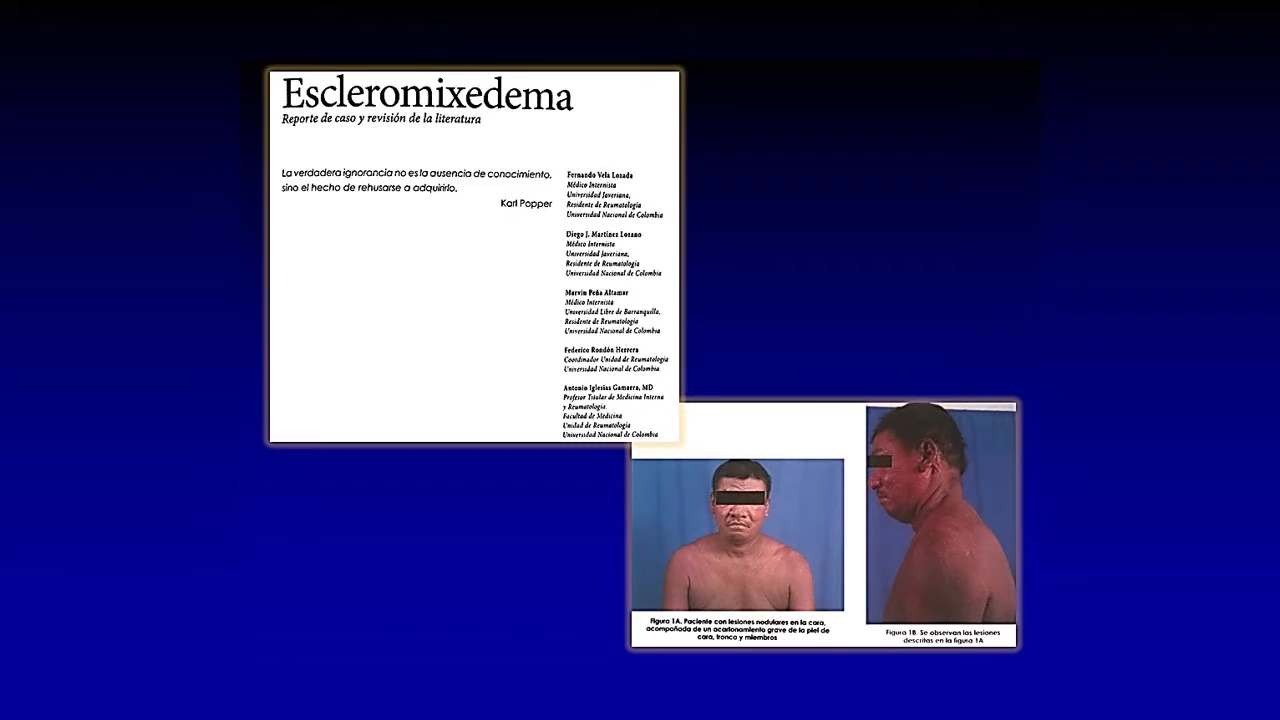 Escleromixedema
Reporte de caso y revisión de la literatura
La verdadera ignorancia no es la ausencia de conocimiento,
sino el hecho de rehusarse a adquirirlo.
Karl Popper
Fernando Vela Lozada
Médico Internista
Universidad Javeriana,
Residente de Reumatología
Universidad Nacional de Colombia
Diego J. Martínez Lozano
Médico Internista
Universidad Javeriana,
Residente de Reumatología
Universidad Nacional de Colombia
Marvin Peña Altamar
Médico Internista
Universidad Libre de Barranquilla,
Residente de Reumatología
Universidad Nacional de Colombia
Federico Rondón Herrera
Coordinador Unidad de Reumatología
Universidad Nacional de Colombia
Antonio Iglesias Gamarra, MD
Profesor Titular de Medicina Interna
y Reumatología.
Facultad de Medicina
Unidad de Reumatología
Universidad Nacional de Colombia
Figura 1A. Paciente con lesiones nodulares en la cara,
acompañada de un acartonamiento grave de la piel de
cara, tronco y miembros
Figura 1B. Se observan las lesiones
descritas en la figura 1A